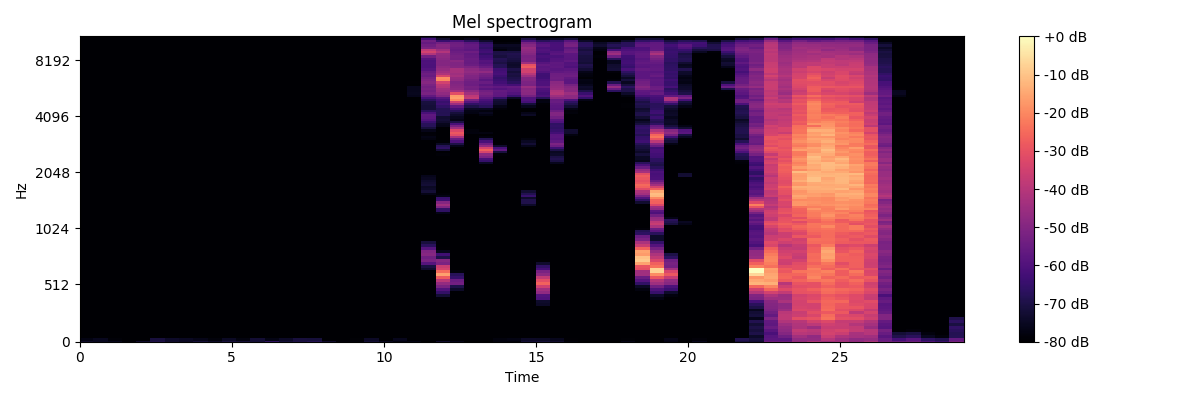 Mel spectrogram
8192
4096
2048
1024
512
0
Hz
0 5 10 15 20 25
Time
+0 dB
-10 dB
-20 dB
-30 dB
-40 dB
-50 dB
-60 dB
-70 dB
-80 dB